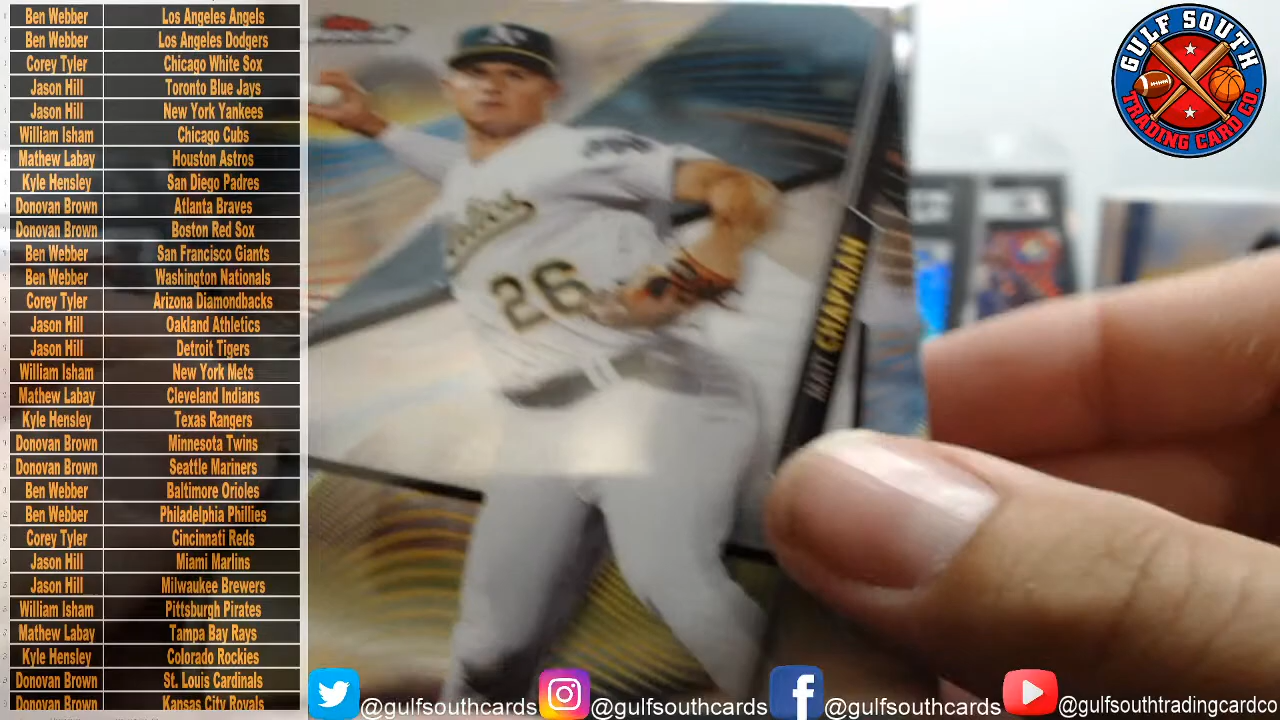 Ben Webber Los Angeles Angels
Ben Webber Los Angeles Dodgers
Corey Tyler Chicago White Sox
Jason Hill Toronto Blue Jays
Jason Hill New York Yankees
William Isham Chicago Cubs
Mathew Labay Houston Astros
Kyle Hensley San Diego Padres
Donovan Brown Atlanta Braves
Donovan Brown Boston Red Sox
Ben Webber San Francisco Giants
Ben Webber Washington Nationals
Corey Tyler Arizona Diamondbacks
Jason Hill Oakland Athletics
Jason Hill Detroit Tigers
William Isham New York Mets
Mathew Labay Cleveland Indians
Kyle Hensley Texas Rangers
Donovan Brown Minnesota Twins
Donovan Brown Seattle Mariners
Ben Webber Baltimore Orioles
Ben Webber Philadelphia Phillies
Corey Tyler Cincinnati Reds
Jason Hill Miami Marlins
Jason Hill Milwaukee Brewers
William Isham Pittsburgh Pirates
Mathew Labay Tampa Bay Rays
Kyle Hensley Colorado Rockies
Donovan Brown St. Louis Cardinals
Donovan Brown Kansas City Royals
26
MATT CHAPMAN
GULF SOUTH
TRADING CARD CO.
@gulfsouthcards
@gulfsouthcards
@gulfsouthcards
@gulfsouthtradingcardco